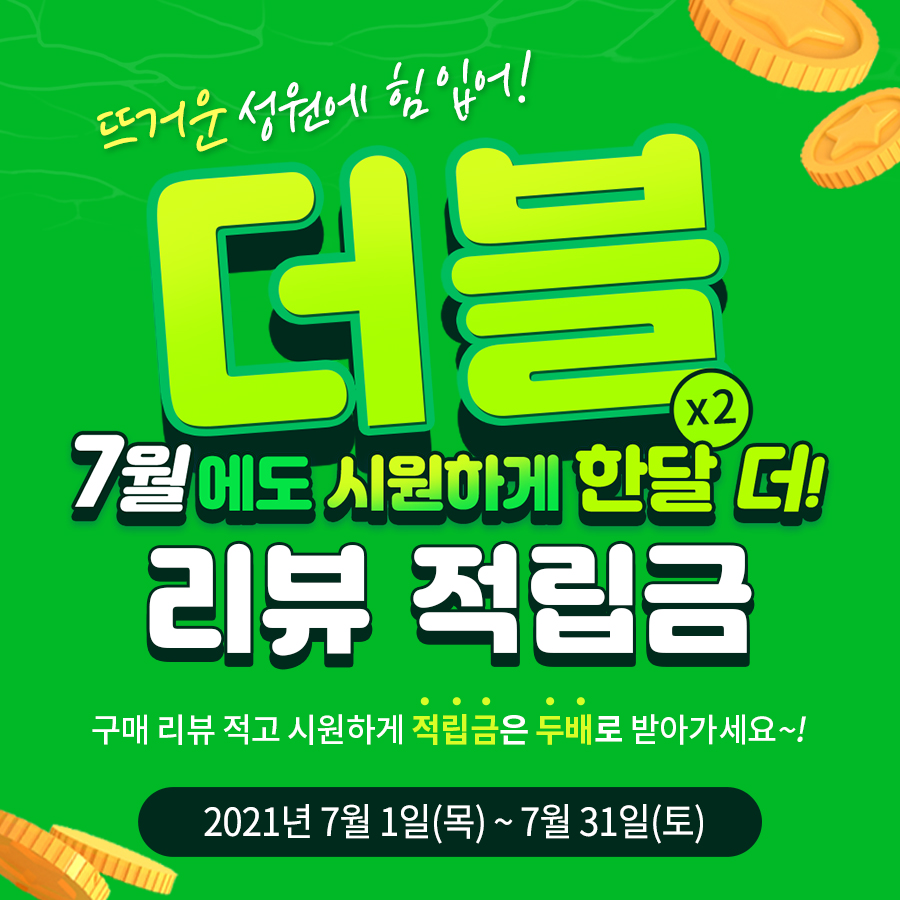 뜨거운 성원에 힘입어!
더블
x2
7월에도 시원하게 한달 더!
리뷰 적립금
구매 리뷰 적고 시원하게 적립금은 두배로 받아가세요~!
2021년 7월 1일(목) ~ 7월 31일(토)